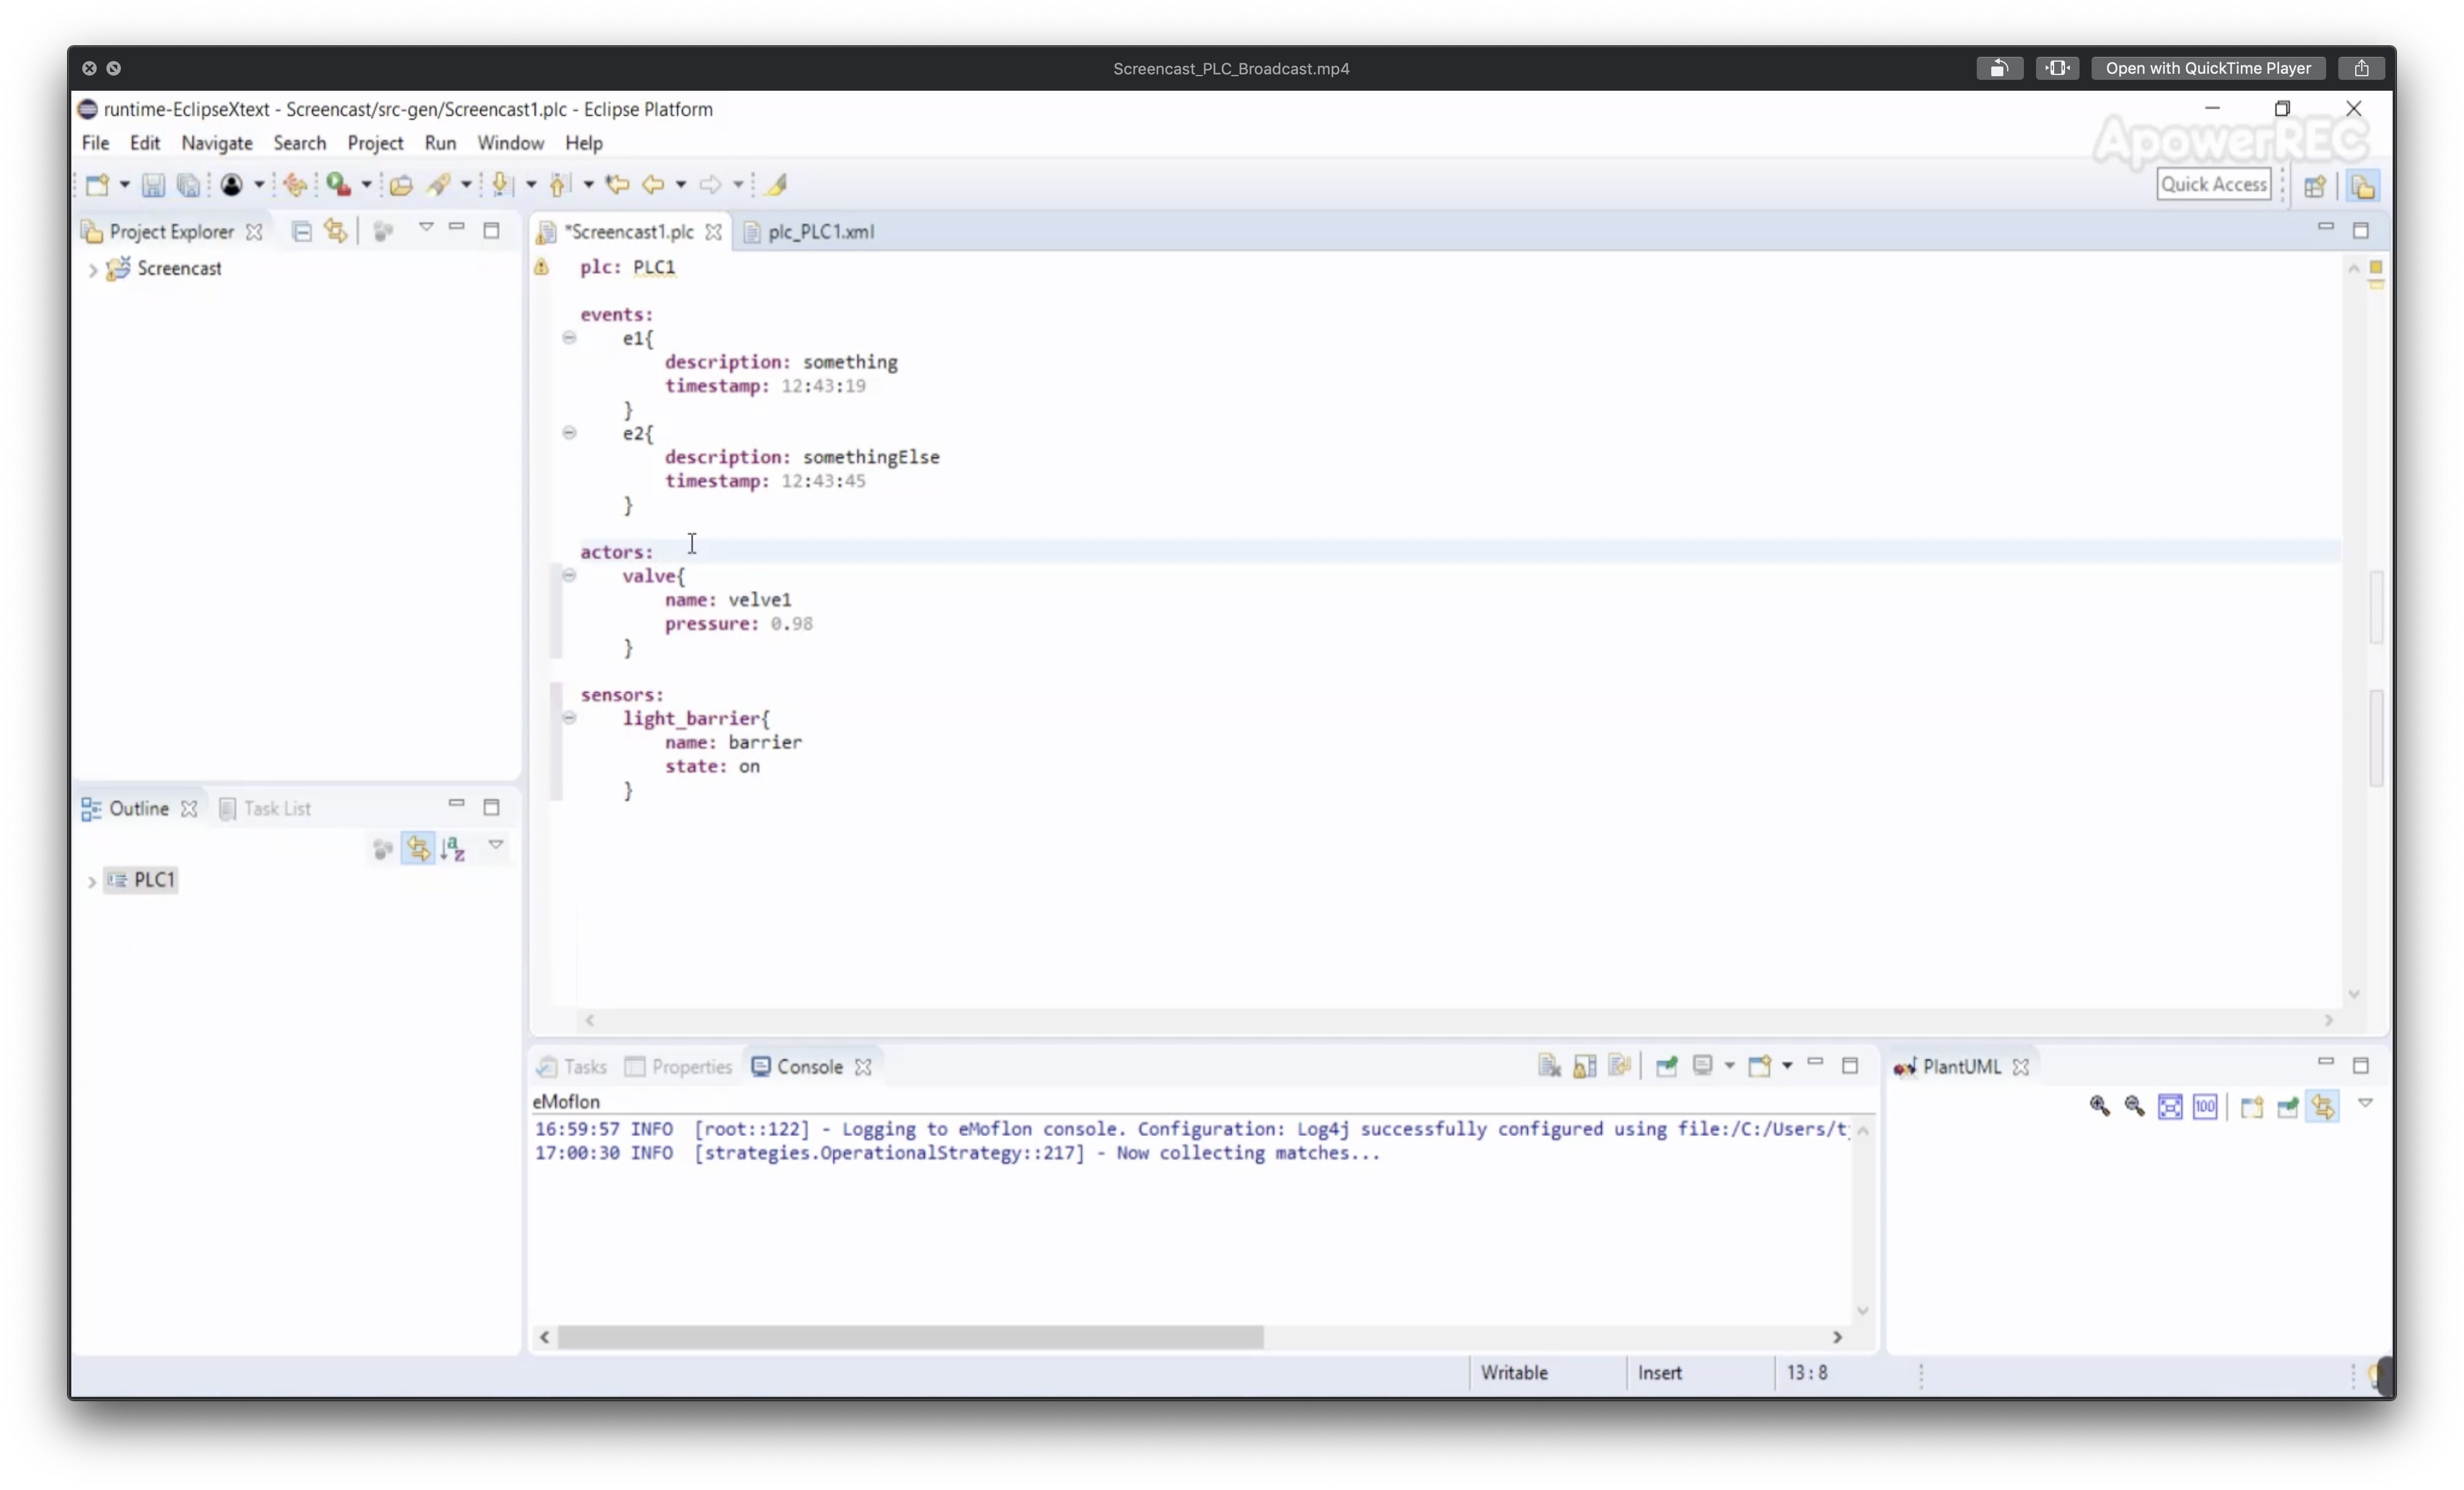 Screencast_PLC_Broadcast.mp4
Open with QuickTime Player
runtime-EclipseXtext - Screencast/src-gen/Screencast1.plc - Eclipse Platform
File Edit Navigate Search Project Run Window Help
ApowerREC
Quick Access
Project Explorer
Screencast
*Screencast1.plc
plc_PLC1.xml
plc: PLC1
events:
e1{
description: something
timestamp: 12:43:19
}
e2{
description: somethingElse
timestamp: 12:43:45
}
actors:
valve{
name: velve1
pressure: 0.98
}
sensors:
light_barrier{
name: barrier
state: on
}
Outline
Task List
PLC1
Tasks
Properties
Console
eMoflon
16:59:57 INFO [root::122] - Logging to eMoflon console. Configuration: Log4j successfully configured using file:/C:/Users/t
17:00:30 INFO [strategies.OperationalStrategy::217] - Now collecting matches...
PlantUML
100
Writable
Insert
13 : 8